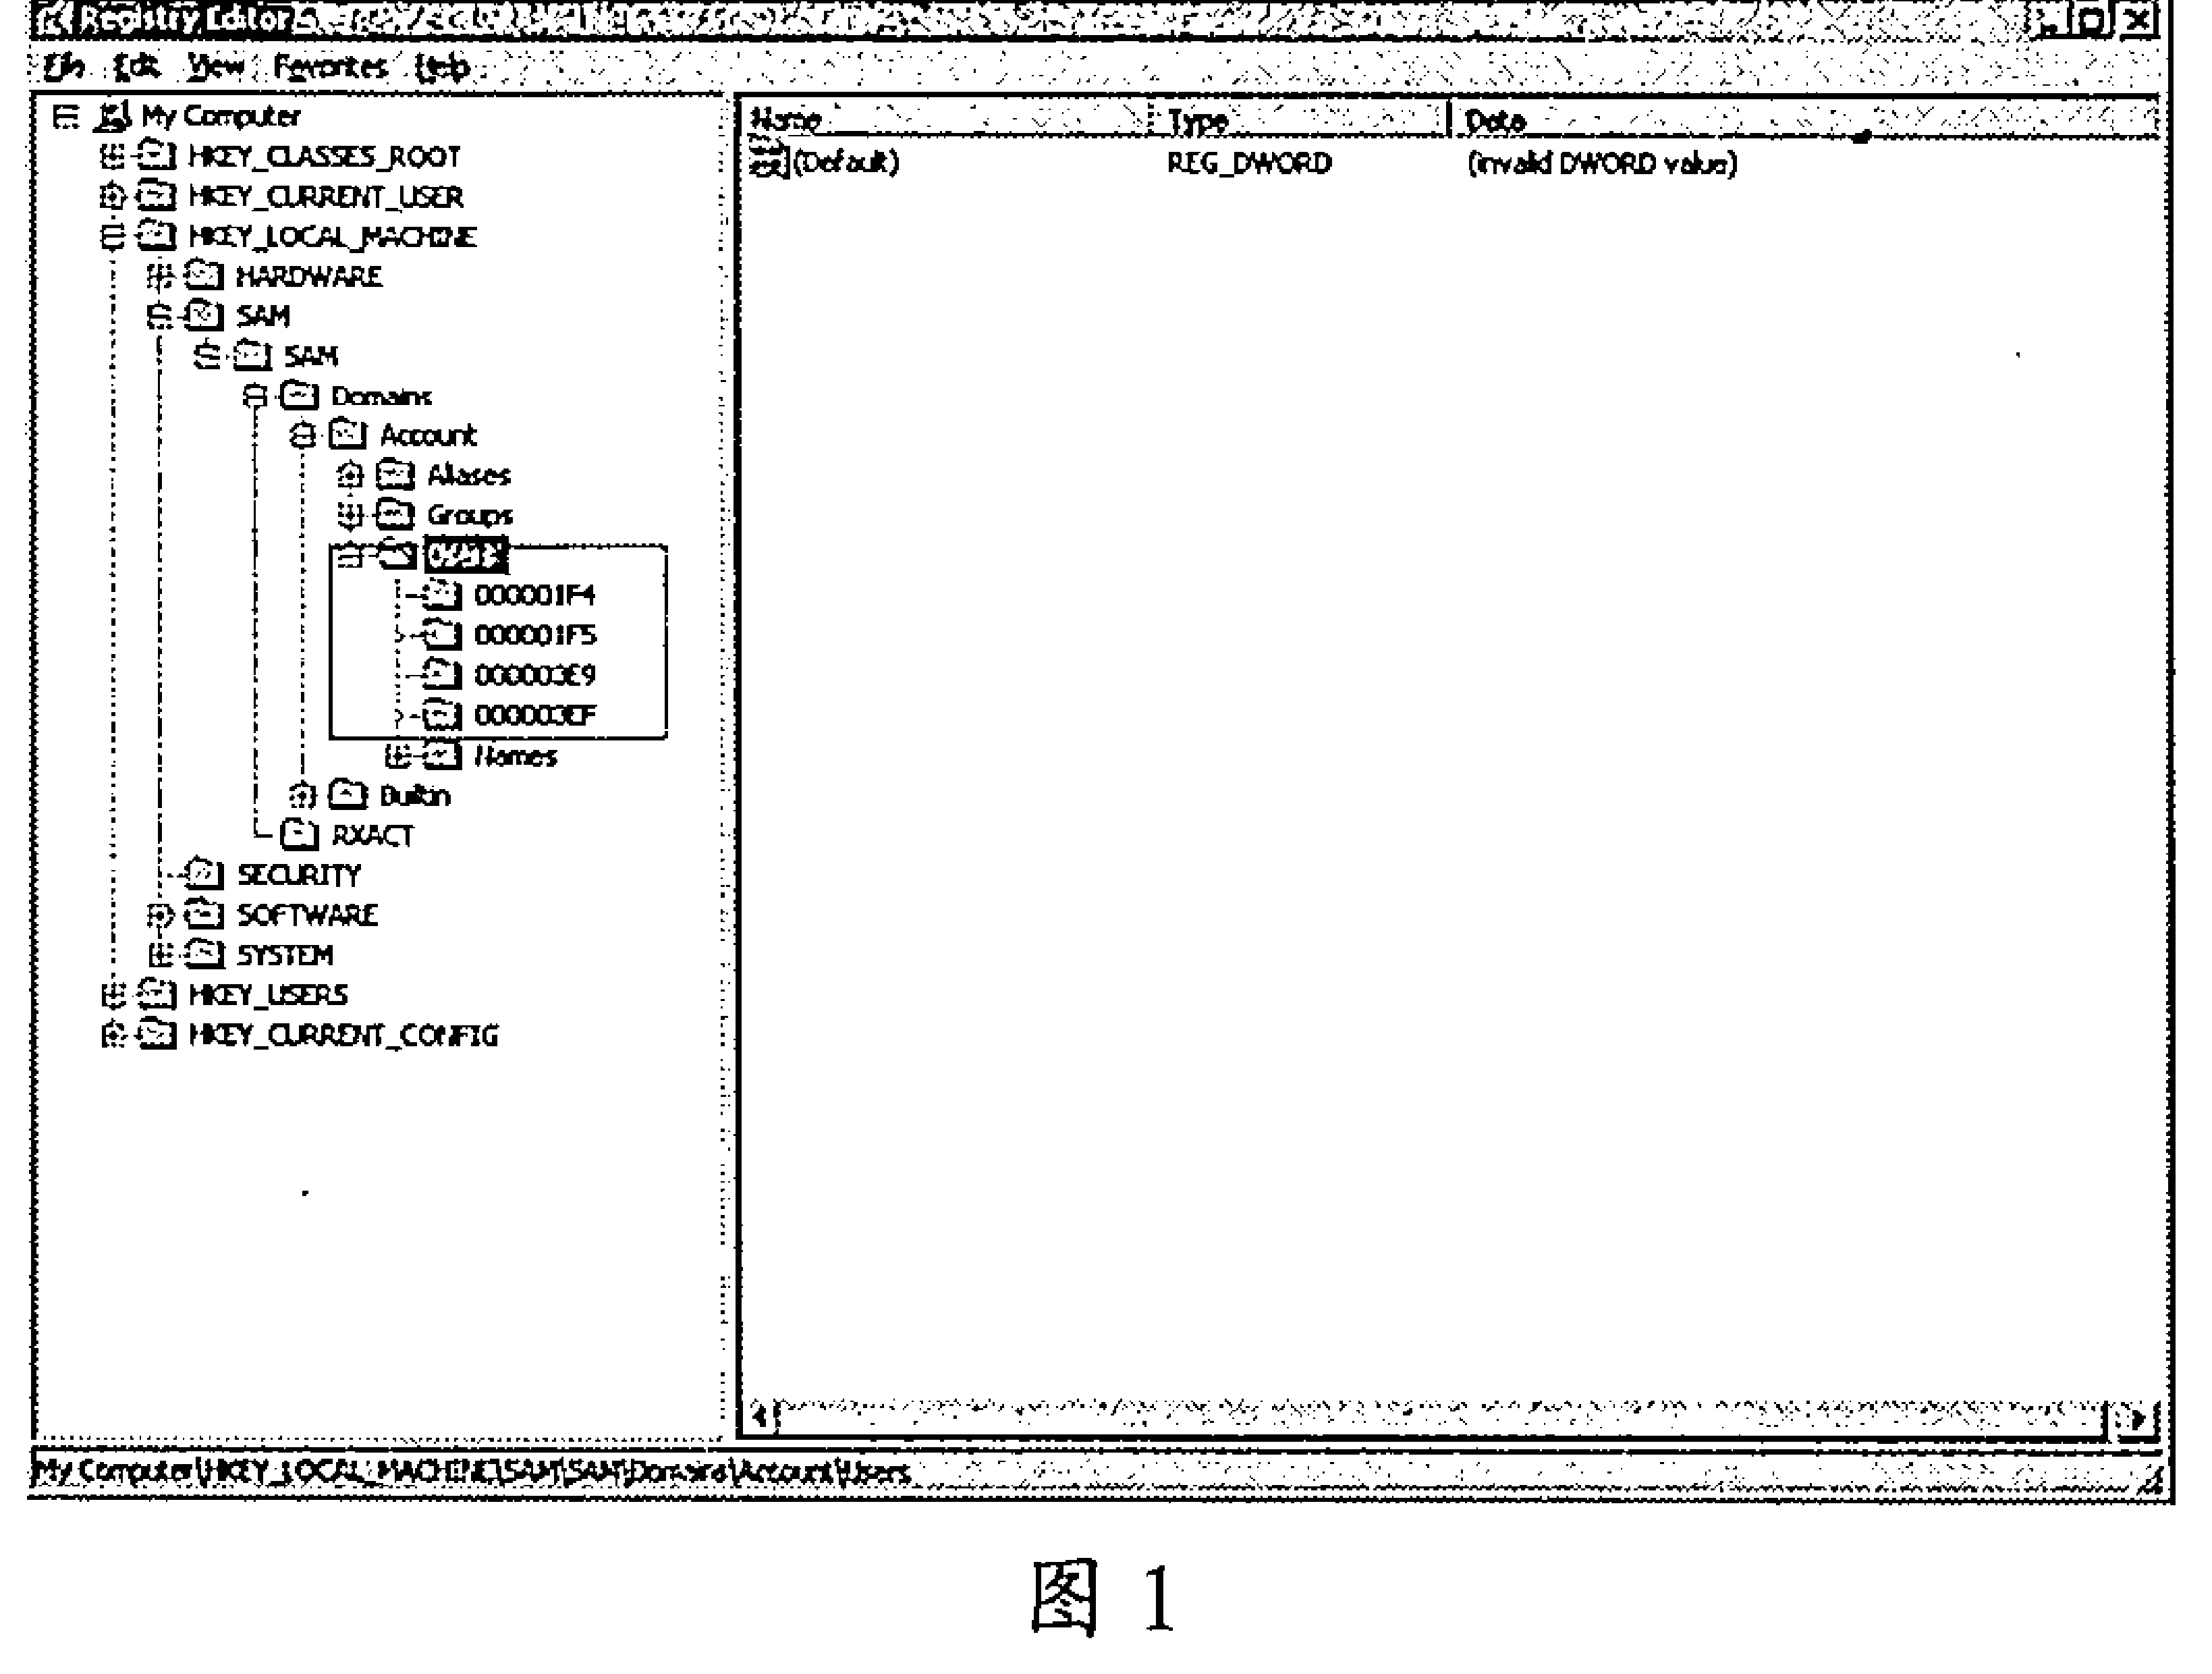 Registry Editor
File Edit View Favorites Help
My Computer
HKEY_CLASSES_ROOT
HKEY_CURRENT_USER
HKEY_LOCAL_MACHINE
HARDWARE
SAM
SAM
Domains
Account
Aliases
Groups
Users
000001F4
000001F5
000003E9
000003EF
Names
Builtin
RXACT
SECURITY
SOFTWARE
SYSTEM
HKEY_USERS
HKEY_CURRENT_CONFIG
Name Type Data
(Default) REG_DWORD (invalid DWORD value)
My Computer\HKEY_LOCAL_MACHINE\SAM\SAM\Domains\Account\Users
图 1